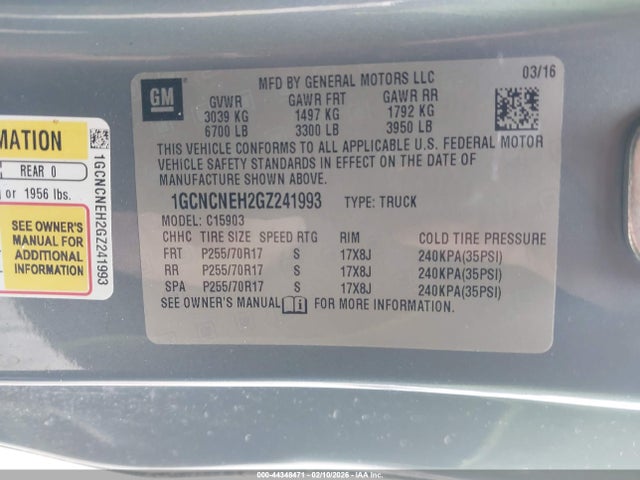 GM
MFD BY GENERAL MOTORS LLC 03/16
GVWR GAWR FRT GAWR RR
3039 KG 1497 KG 1792 KG
6700 LB 3300 LB 3950 LB
THIS VEHICLE CONFORMS TO ALL APPLICABLE U.S. FEDERAL MOTOR
VEHICLE SAFETY STANDARDS IN EFFECT ON THE DATE OF
MANUFACTURE SHOWN ABOVE.
1GCNCNEH2GZ241993 TYPE: TRUCK
MODEL: C15903
CHHC TIRE SIZE SPEED RTG RIM COLD TIRE PRESSURE
FRT P255/70R17 S 17X8J 240KPA(35PSI)
RR P255/70R17 S 17X8J 240KPA(35PSI)
SPA P255/70R17 S 17X8J 240KPA(35PSI)
SEE OWNER'S MANUAL FOR MORE INFORMATION.
MATION
REAR 0
or 1956 lbs.
SEE OWNER'S
MANUAL FOR
ADDITIONAL
INFORMATION
1GCNCNEH2GZ241993
000-44348471 - 02/10/2026 - IAA, Inc.